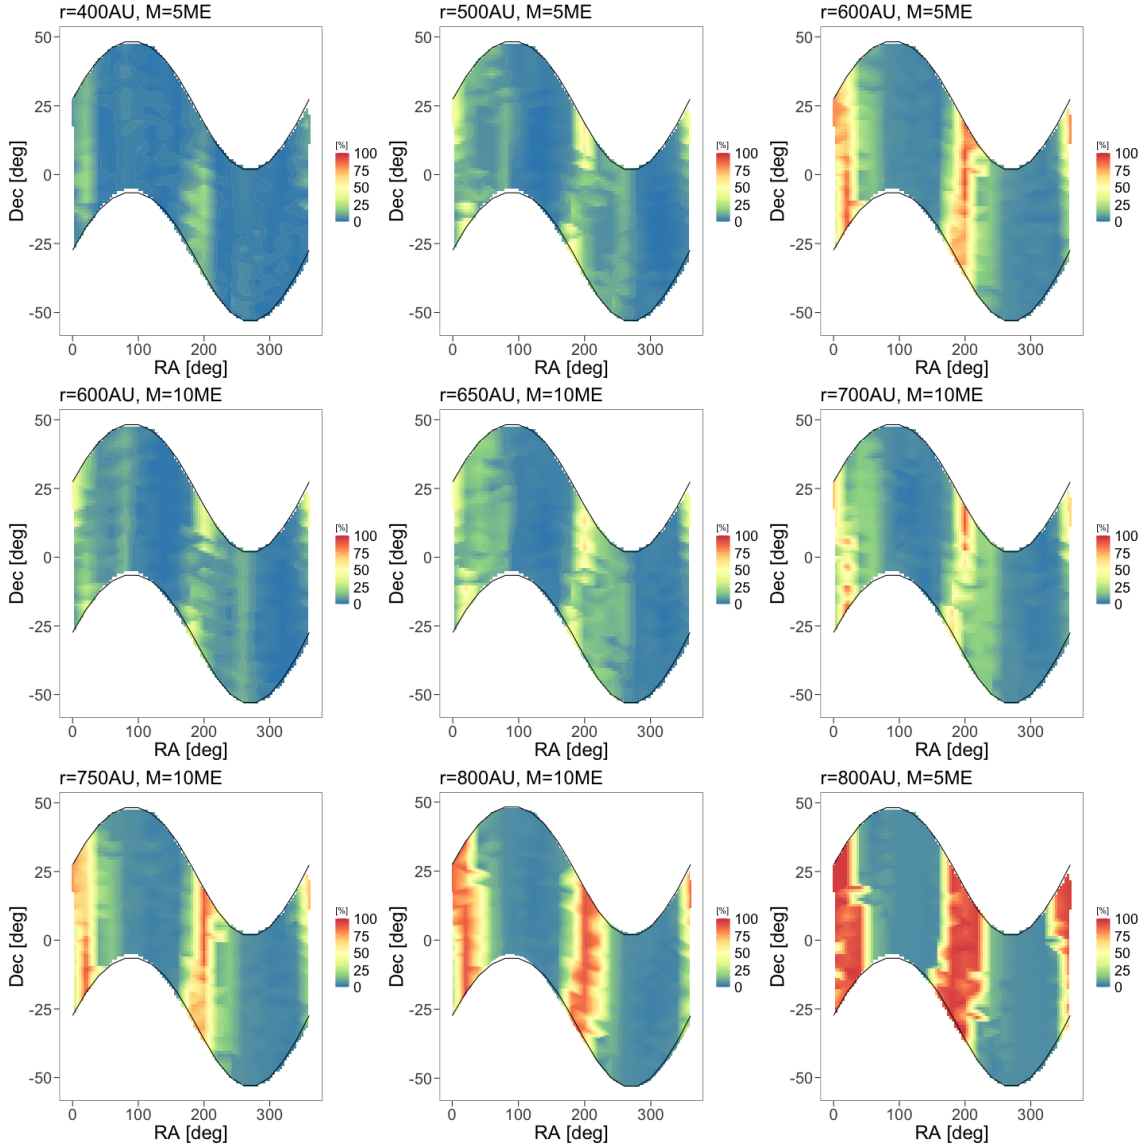 r=400AU, M=5ME
50
25
0
-25
-50
Dec [deg]
0 100 200 300
RA [deg]
[%]
100
75
50
25
0
r=500AU, M=5ME
50
25
0
-25
-50
Dec [deg]
0 100 200 300
RA [deg]
[%]
100
75
50
25
0
r=600AU, M=5ME
50
25
0
-25
-50
Dec [deg]
0 100 200 300
RA [deg]
[%]
100
75
50
25
0
r=600AU, M=10ME
50
25
0
-25
-50
Dec [deg]
0 100 200 300
RA [deg]
[%]
100
75
50
25
0
r=650AU, M=10ME
50
25
0
-25
-50
Dec [deg]
0 100 200 300
RA [deg]
[%]
100
75
50
25
0
r=700AU, M=10ME
50
25
0
-25
-50
Dec [deg]
0 100 200 300
RA [deg]
[%]
100
75
50
25
0
r=750AU, M=10ME
50
25
0
-25
-50
Dec [deg]
0 100 200 300
RA [deg]
[%]
100
75
50
25
0
r=800AU, M=10ME
50
25
0
-25
-50
Dec [deg]
0 100 200 300
RA [deg]
[%]
100
75
50
25
0
r=800AU, M=5ME
50
25
0
-25
-50
Dec [deg]
0 100 200 300
RA [deg]
[%]
100
75
50
25
0